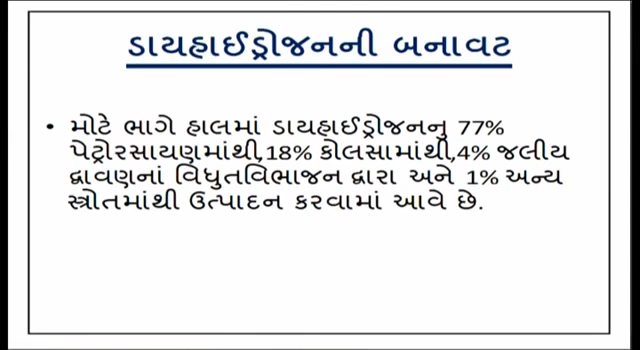 ડાયહાઈડ્રોજનની બનાવટ
• મોટે ભાગે હાલમાં ડાયહાઈડ્રોજનનુ 77%
પેટ્રોરસાયણમાંથી,18% કોલસામાંથી,4% જલીય
દ્રાવણનાં વિધુતવિભાજન દ્વારા અને 1% અન્ય
સ્ત્રોતમાંથી ઉત્પાદન કરવામાં આવે છે.